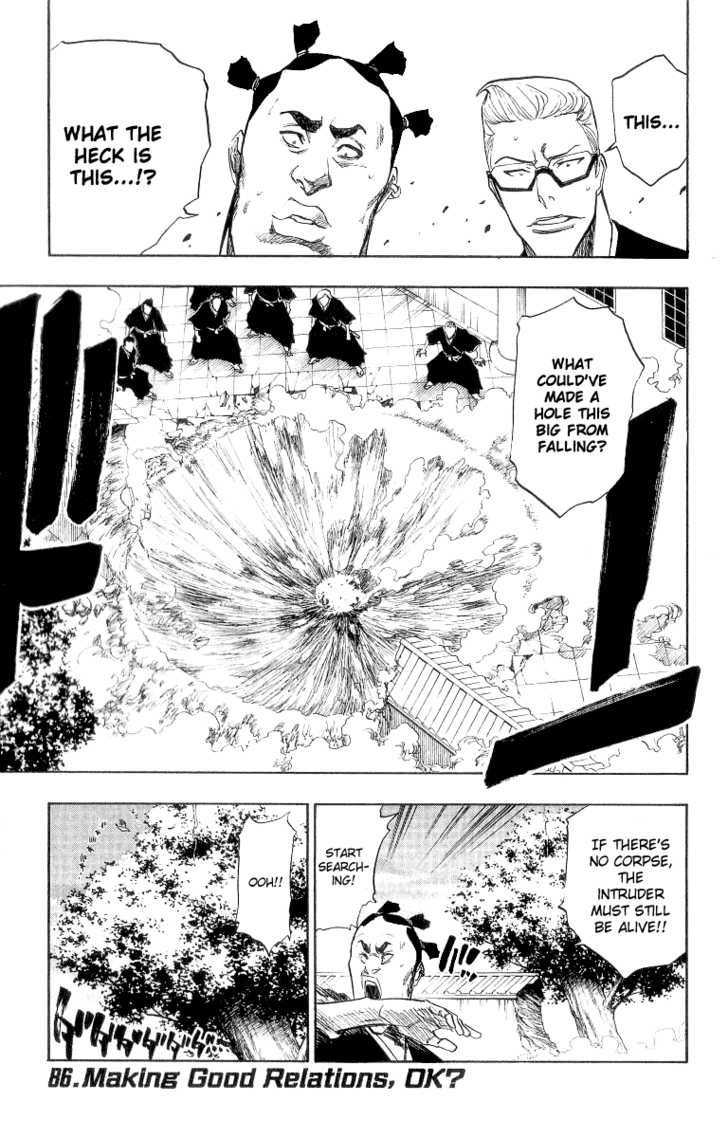 THIS...
WHAT THE
HECK IS
THIS...!?
WHAT
COULD'VE
MADE A
HOLE THIS
BIG FROM
FALLING?
IF THERE'S
NO CORPSE,
THE
INTRUDER
MUST STILL
BE ALIVE!!
START
SEARCH-
ING!
OOH!!
86. Making Good Relations, OK?